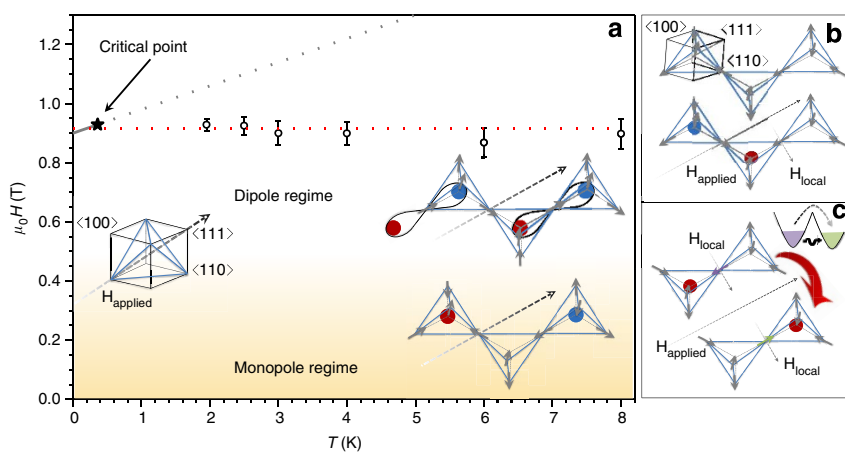 a
Critical point
1.2
1.0
0.8
0.6
0.4
0.2
0.0
μ0H (T)
Dipole regime
⟨100⟩
⟨111⟩
⟨110⟩
Happlied
Monopole regime
0 1 2 3 4 5 6 7 8
T (K)
b
⟨100⟩
⟨111⟩
⟨110⟩
Happlied
Hlocal
c
Hlocal
Happlied
Hlocal